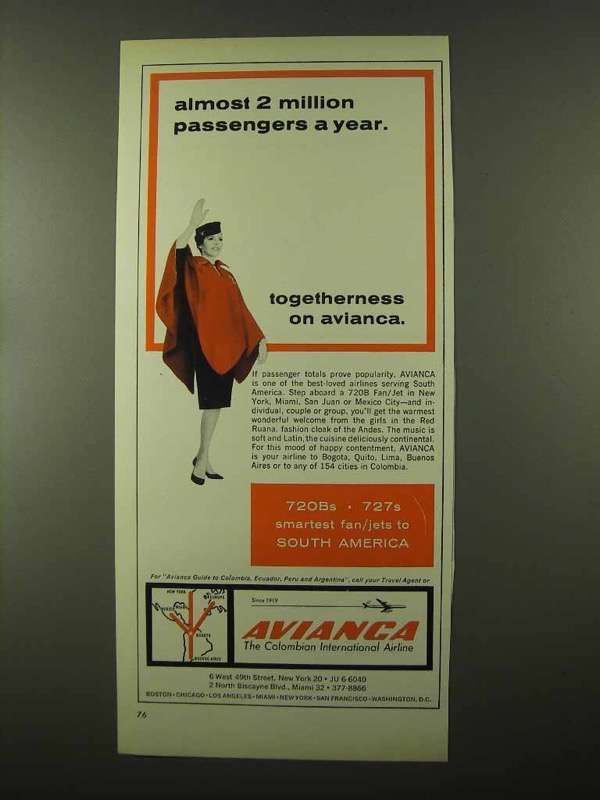 almost 2 million
passengers a year.
togetherness
on avianca.
If passenger totals prove popularity, AVIANCA
is one of the best-loved airlines serving South
America. Step aboard a 720B Fan/Jet in New
York, Miami, San Juan or Mexico City—and in-
dividual, couple or group, you'll get the warmest
wonderful welcome from the girls in the Red
Ruana, fashion cloak of the Andes. The music is
soft and Latin, the cuisine deliciously continental.
For this mood of happy contentment, AVIANCA
is your airline to Bogota, Quito, Lima, Buenos
Aires or to any of 154 cities in Colombia.
720Bs • 727s
smartest fan/jets to
SOUTH AMERICA
For "Avianca Guide to Colombia, Ecuador, Peru and Argentina", call your Travel Agent or
NEW YORK
EUROPE
MEXICO
MIAMI
BOGOTA
BUENOS AIRES
Since 1919
AVIANCA
The Colombian International Airline
6 West 49th Street, New York 20 • JU 6-6040
2 North Biscayne Blvd., Miami 32 • 377-8866
BOSTON • CHICAGO • LOS ANGELES • MIAMI • NEW YORK • SAN FRANCISCO • WASHINGTON, D.C.
76